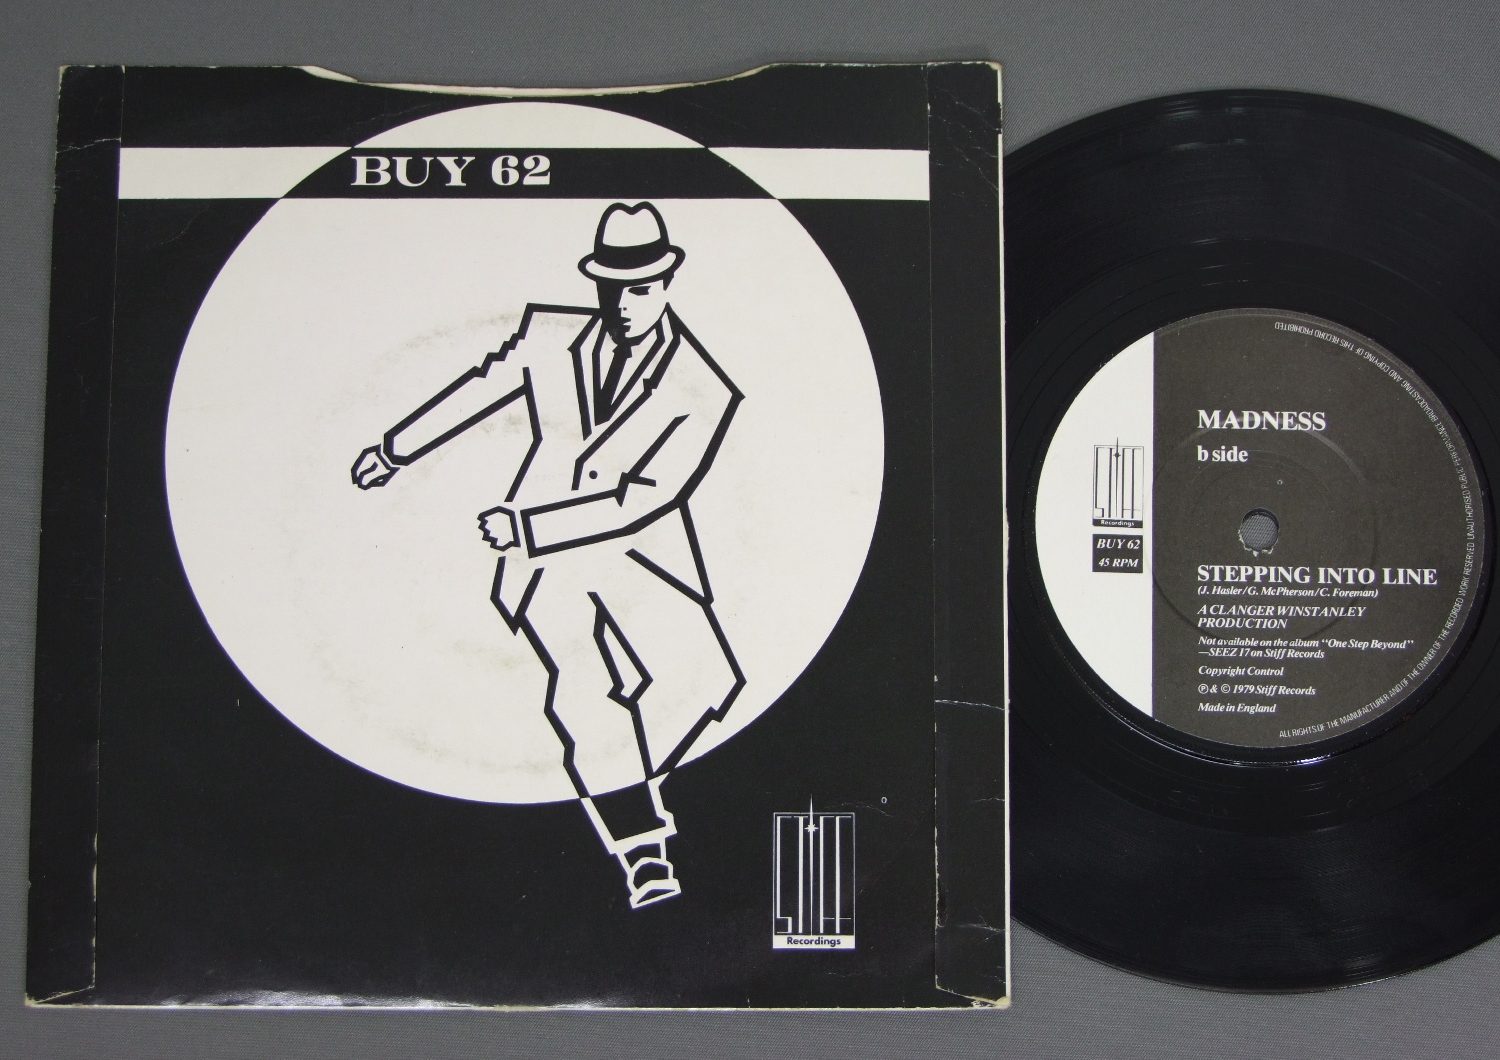 BUY 62
STIFF
Recordings
MADNESS
b side
STIFF
Recordings
BUY 62
45 RPM
STEPPING INTO LINE
(J. Hasler/G. McPherson/C. Foreman)
A CLANGER WINSTANLEY
PRODUCTION
Not available on the album "One Step Beyond"
—SEEZ 17 on Stiff Records
Copyright Control
Ⓟ & © 1979 Stiff Records
Made in England
ALL RIGHTS OF THE MANUFACTURER AND OF THE OWNER OF THE RECORDED WORK RESERVED UNAUTHORISED PUBLIC PERFORMANCE BROADCASTING AND COPYING OF THIS RECORD PROHIBITED